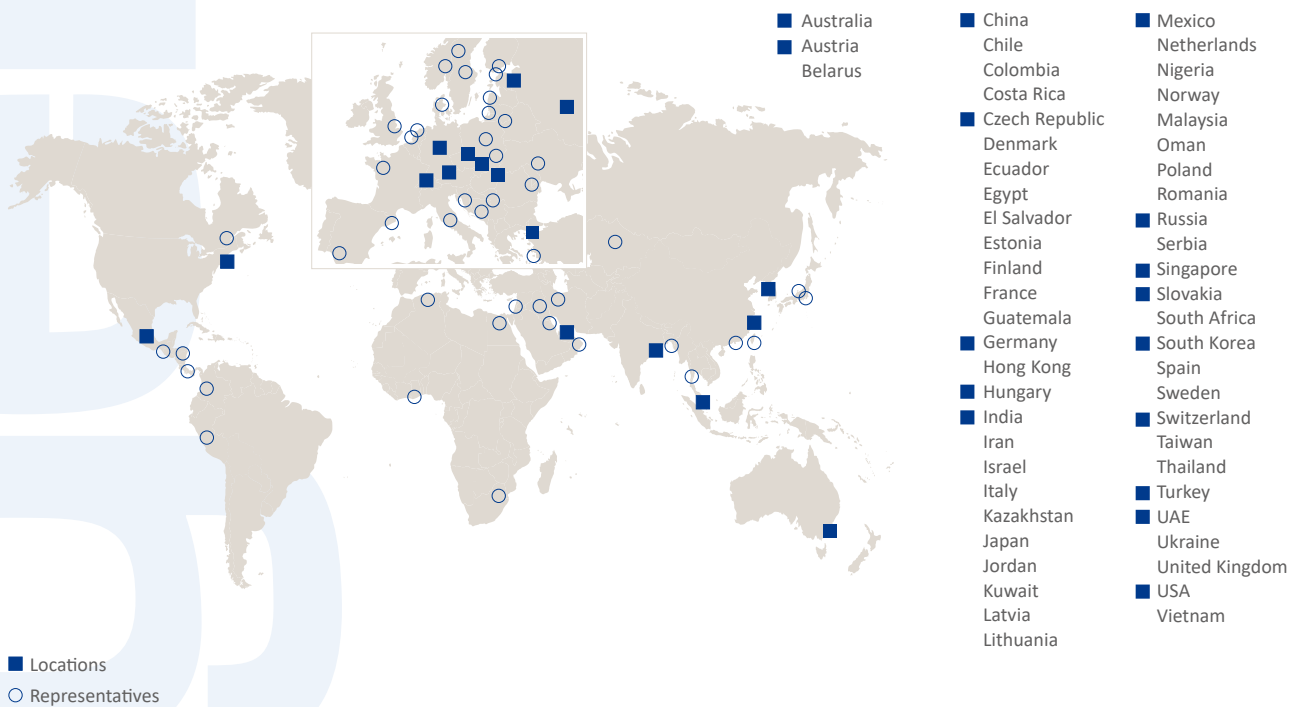 Australia
Austria
Belarus
China
Chile
Colombia
Costa Rica
Czech Republic
Denmark
Ecuador
Egypt
El Salvador
Estonia
Finland
France
Guatemala
Germany
Hong Kong
Hungary
India
Iran
Israel
Italy
Kazakhstan
Japan
Jordan
Kuwait
Latvia
Lithuania
Mexico
Netherlands
Nigeria
Norway
Malaysia
Oman
Poland
Romania
Russia
Serbia
Singapore
Slovakia
South Africa
South Korea
Spain
Sweden
Switzerland
Taiwan
Thailand
Turkey
UAE
Ukraine
United Kingdom
USA
Vietnam
Locations
Representatives